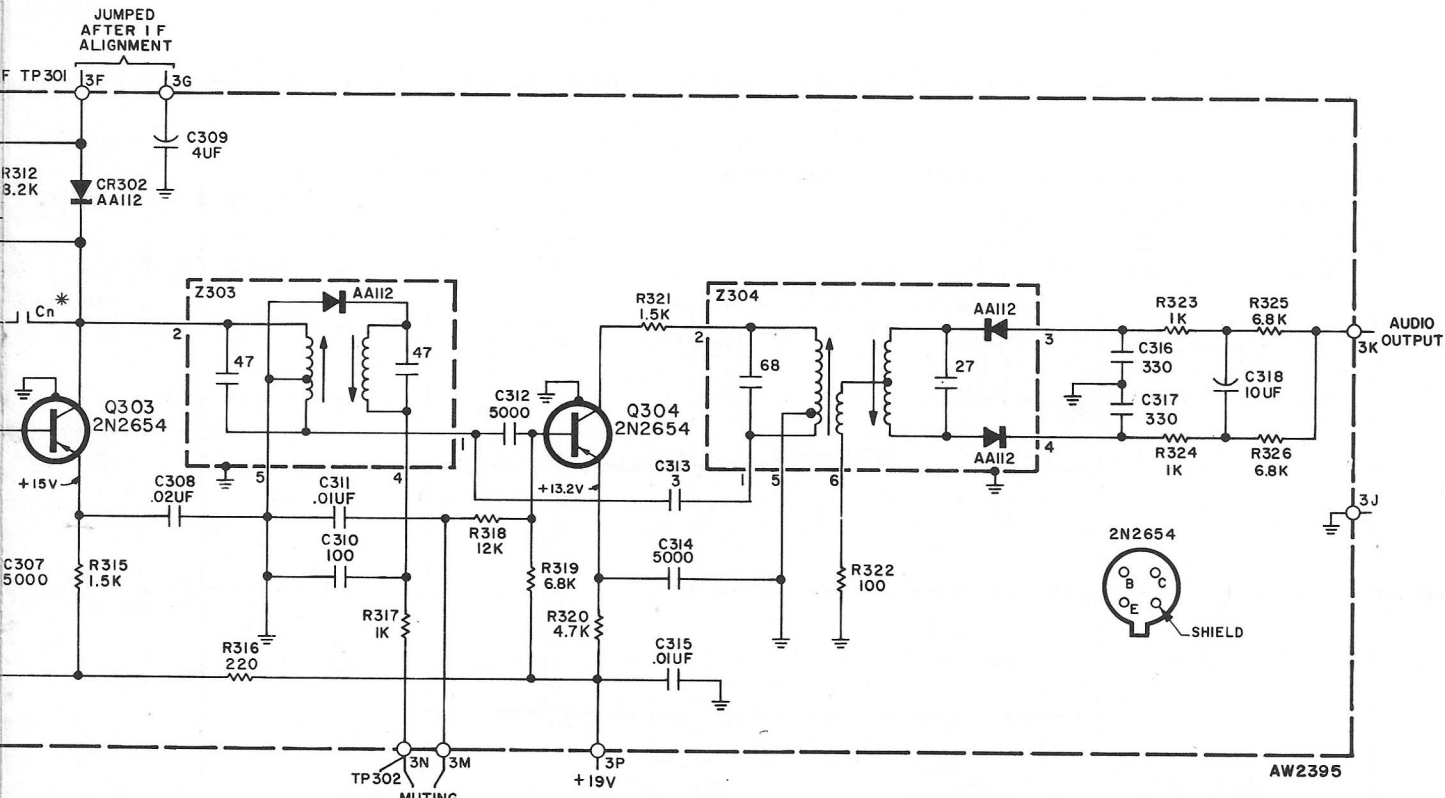 JUMPED
AFTER I F
ALIGNMENT
F TP301
3F
3G
C309
4UF
R312
8.2K
CR302
AA112
Cn*
Z303
AA112
2
47
47
R321
1.5K
Z304
2
68
27
AA112
3
R323
1K
R325
6.8K
3K
AUDIO
OUTPUT
C316
330
C317
330
C318
10UF
Q303
2N2654
C312
5000
Q304
2N2654
1
+15V
5
4
C308
.02UF
C311
.01UF
+13.2V
C313
3
1
5
6
AA112
4
R324
1K
R326
6.8K
3J
C310
100
R318
12K
C307
5000
R315
1.5K
R319
6.8K
C314
5000
R322
100
2N2654
B
C
E
SHIELD
R317
1K
R320
4.7K
R316
220
C315
.01UF
3N
3M
3P
TP302
+19V
MUTING
AW2395